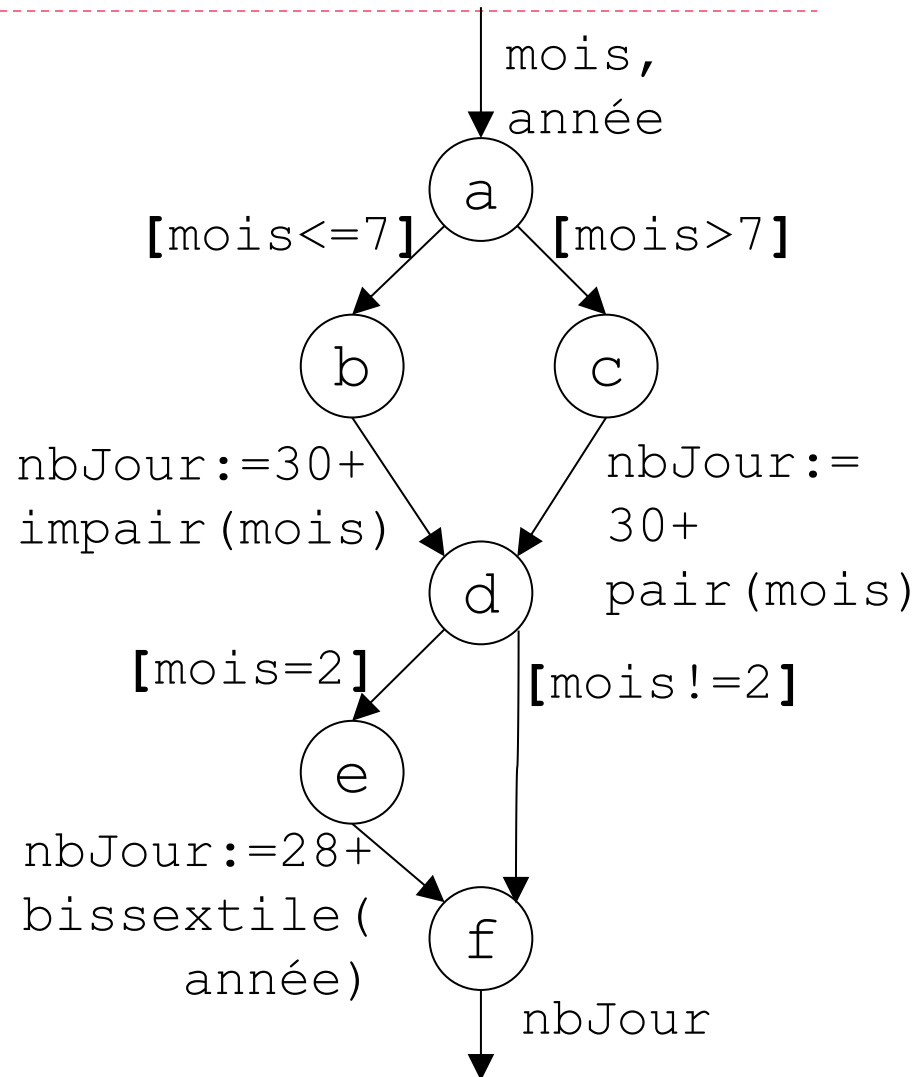 mois,
année
a
[mois<=7]
[mois>7]
b
c
nbJour:=30+
impair(mois)
nbJour:=
30+
pair(mois)
d
[mois=2]
[mois!=2]
e
nbJour:=28+
bissextile(
année)
f
nbJour